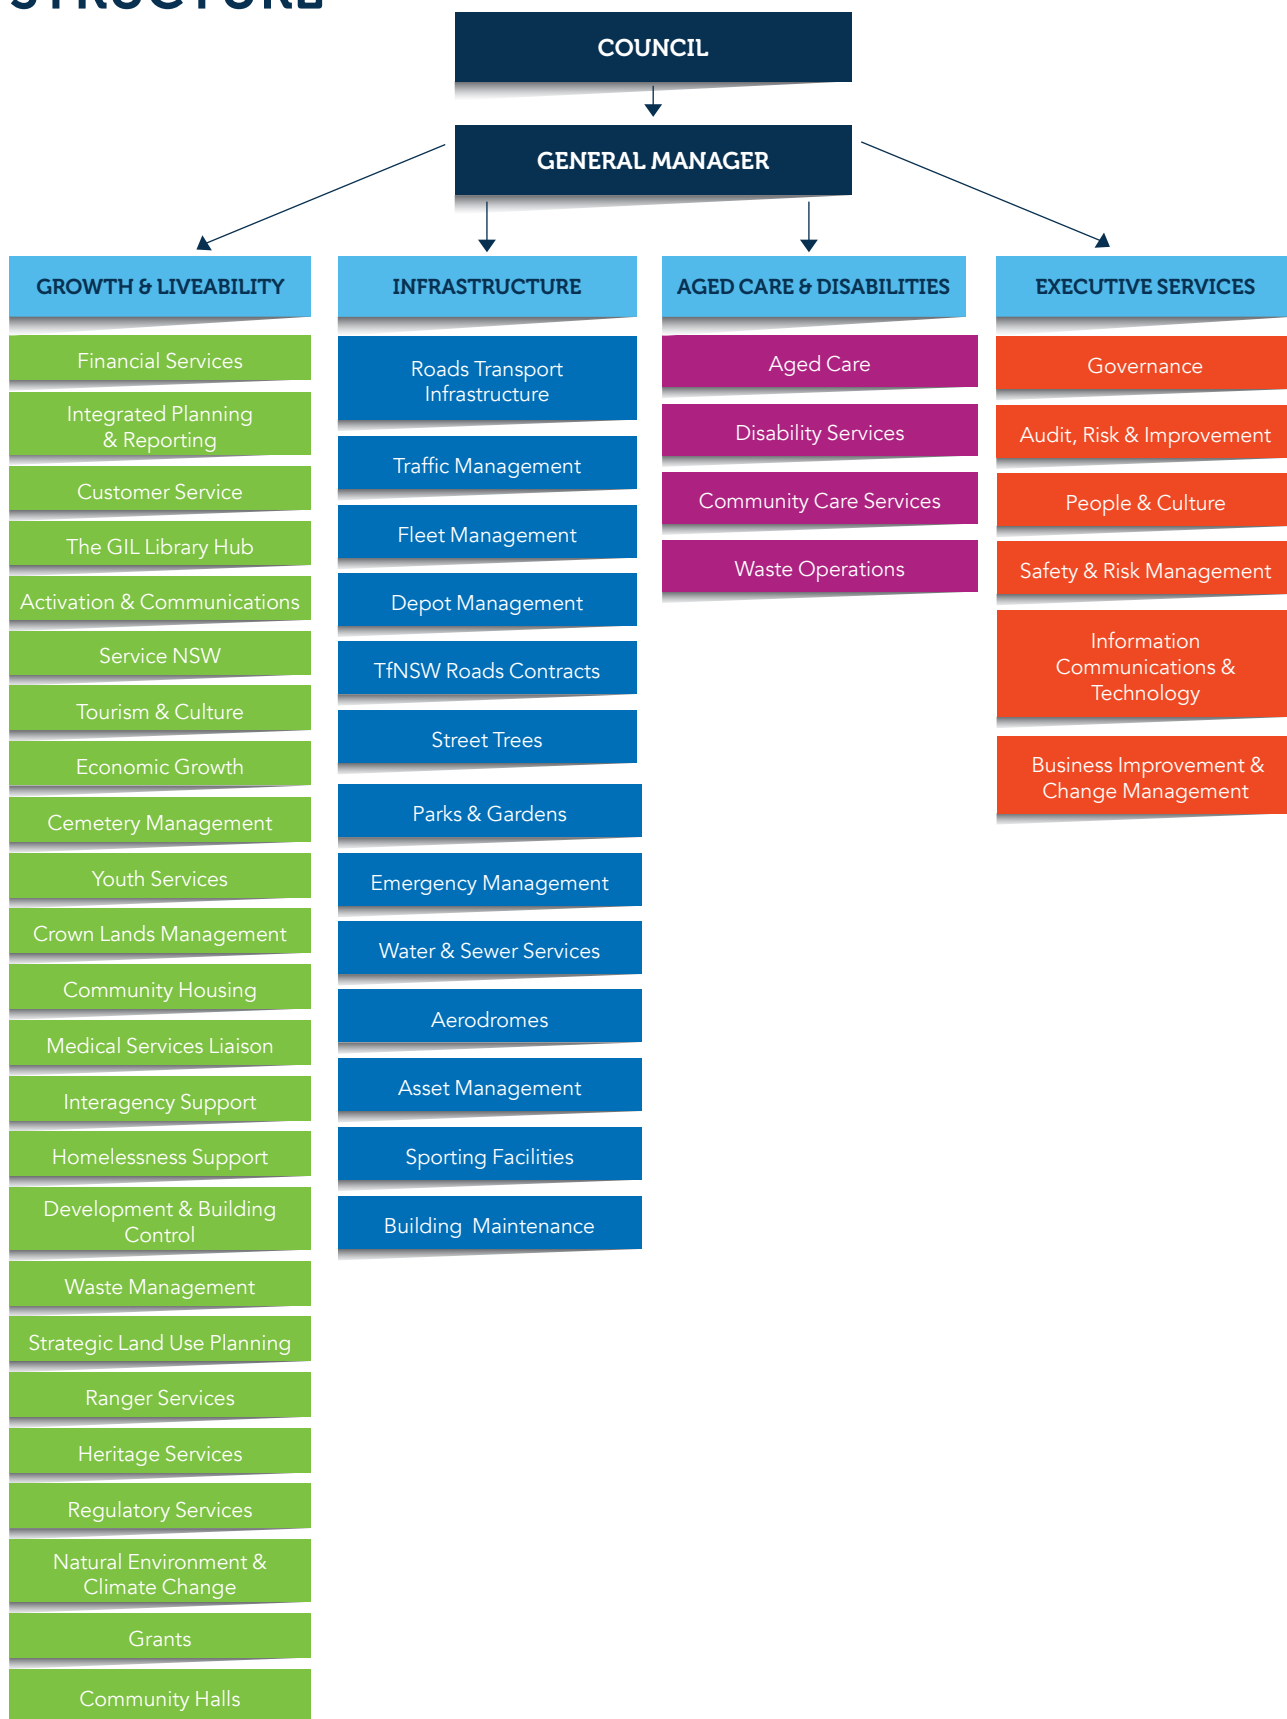 STRUCTURE
COUNCIL
GENERAL MANAGER
GROWTH & LIVEABILITY
Financial Services
Integrated Planning
& Reporting
Customer Service
The GIL Library Hub
Activation & Communications
Service NSW
Tourism & Culture
Economic Growth
Cemetery Management
Youth Services
Crown Lands Management
Community Housing
Medical Services Liaison
Interagency Support
Homelessness Support
Development & Building
Control
Waste Management
Strategic Land Use Planning
Ranger Services
Heritage Services
Regulatory Services
Natural Environment &
Climate Change
Grants
Community Halls
INFRASTRUCTURE
Roads Transport
Infrastructure
Traffic Management
Fleet Management
Depot Management
TfNSW Roads Contracts
Street Trees
Parks & Gardens
Emergency Management
Water & Sewer Services
Aerodromes
Asset Management
Sporting Facilities
Building Maintenance
AGED CARE & DISABILITIES
Aged Care
Disability Services
Community Care Services
Waste Operations
EXECUTIVE SERVICES
Governance
Audit, Risk & Improvement
People & Culture
Safety & Risk Management
Information
Communications &
Technology
Business Improvement &
Change Management